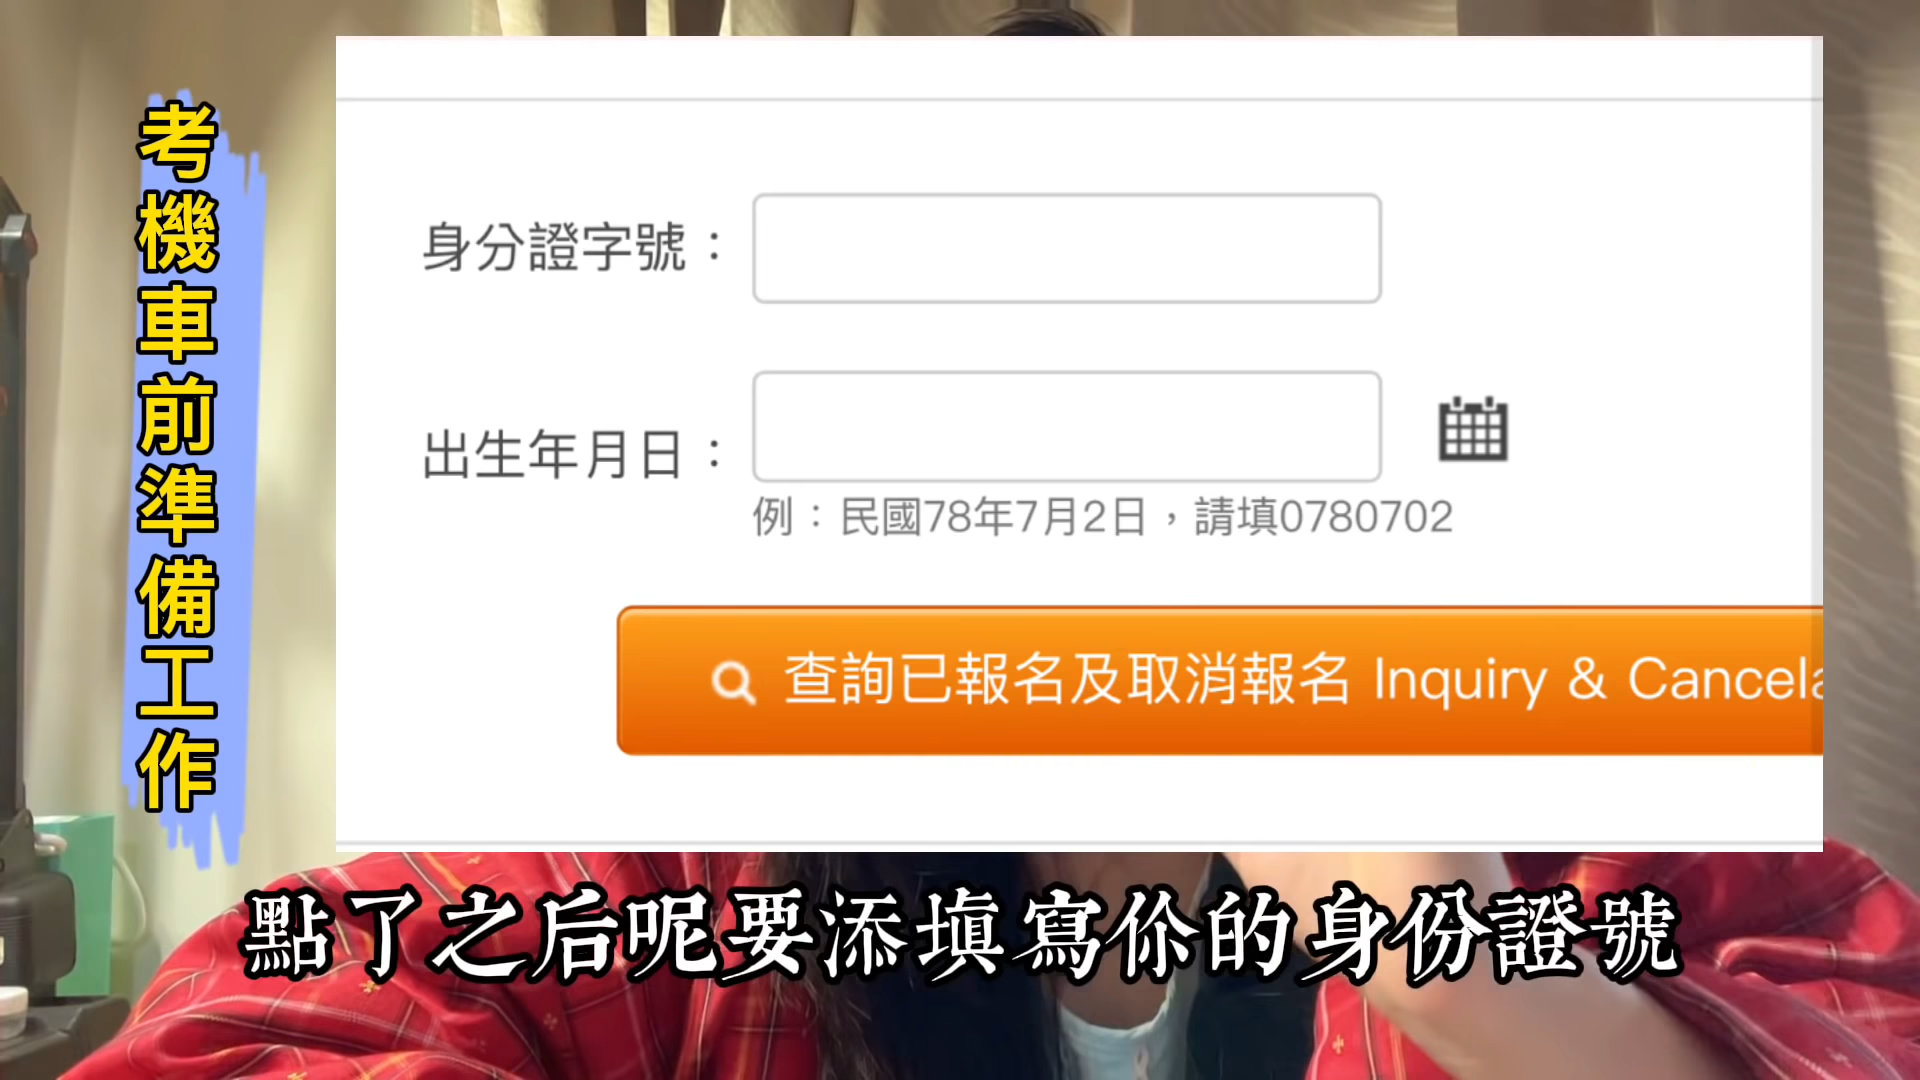 考機車前準備工作
身分證字號：
出生年月日：
例：民國78年7月2日，請填0780702
查詢已報名及取消報名 Inquiry & Cancela
點了之后呢要添填寫你的身份證號